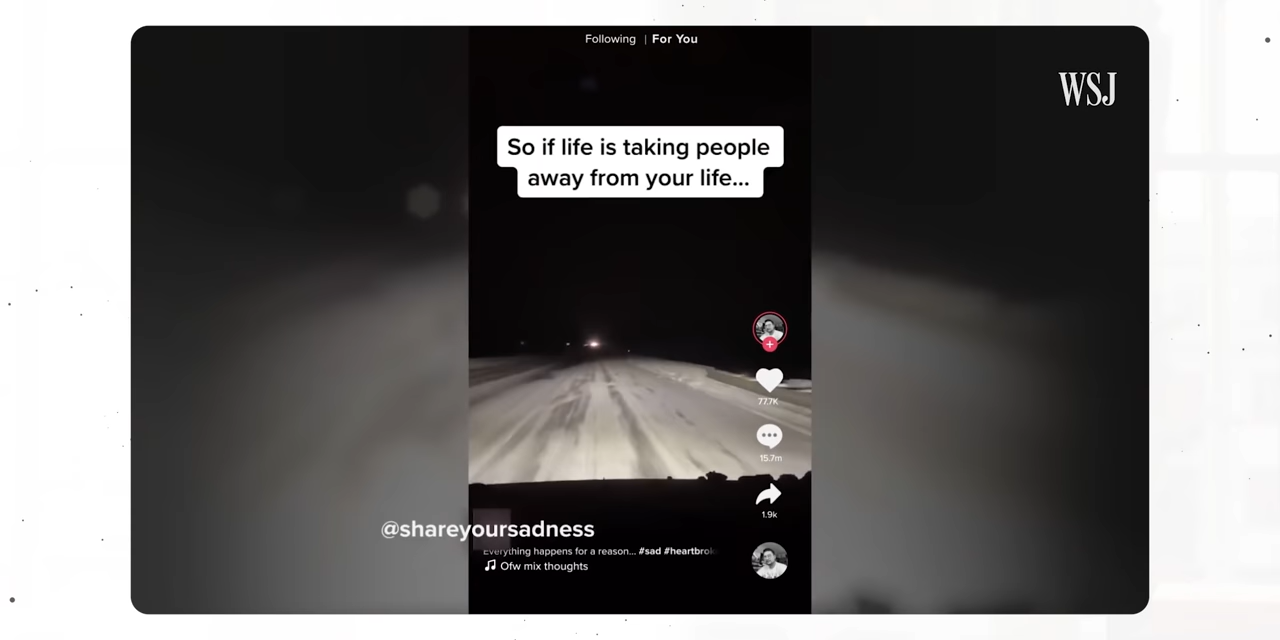 Following | For You
WSJ
So if life is taking people
away from your life...
77.7K
15.7m
1.9k
@shareyoursadness
Everything happens for a reason... #sad #heartbrok
Ofw mix thoughts